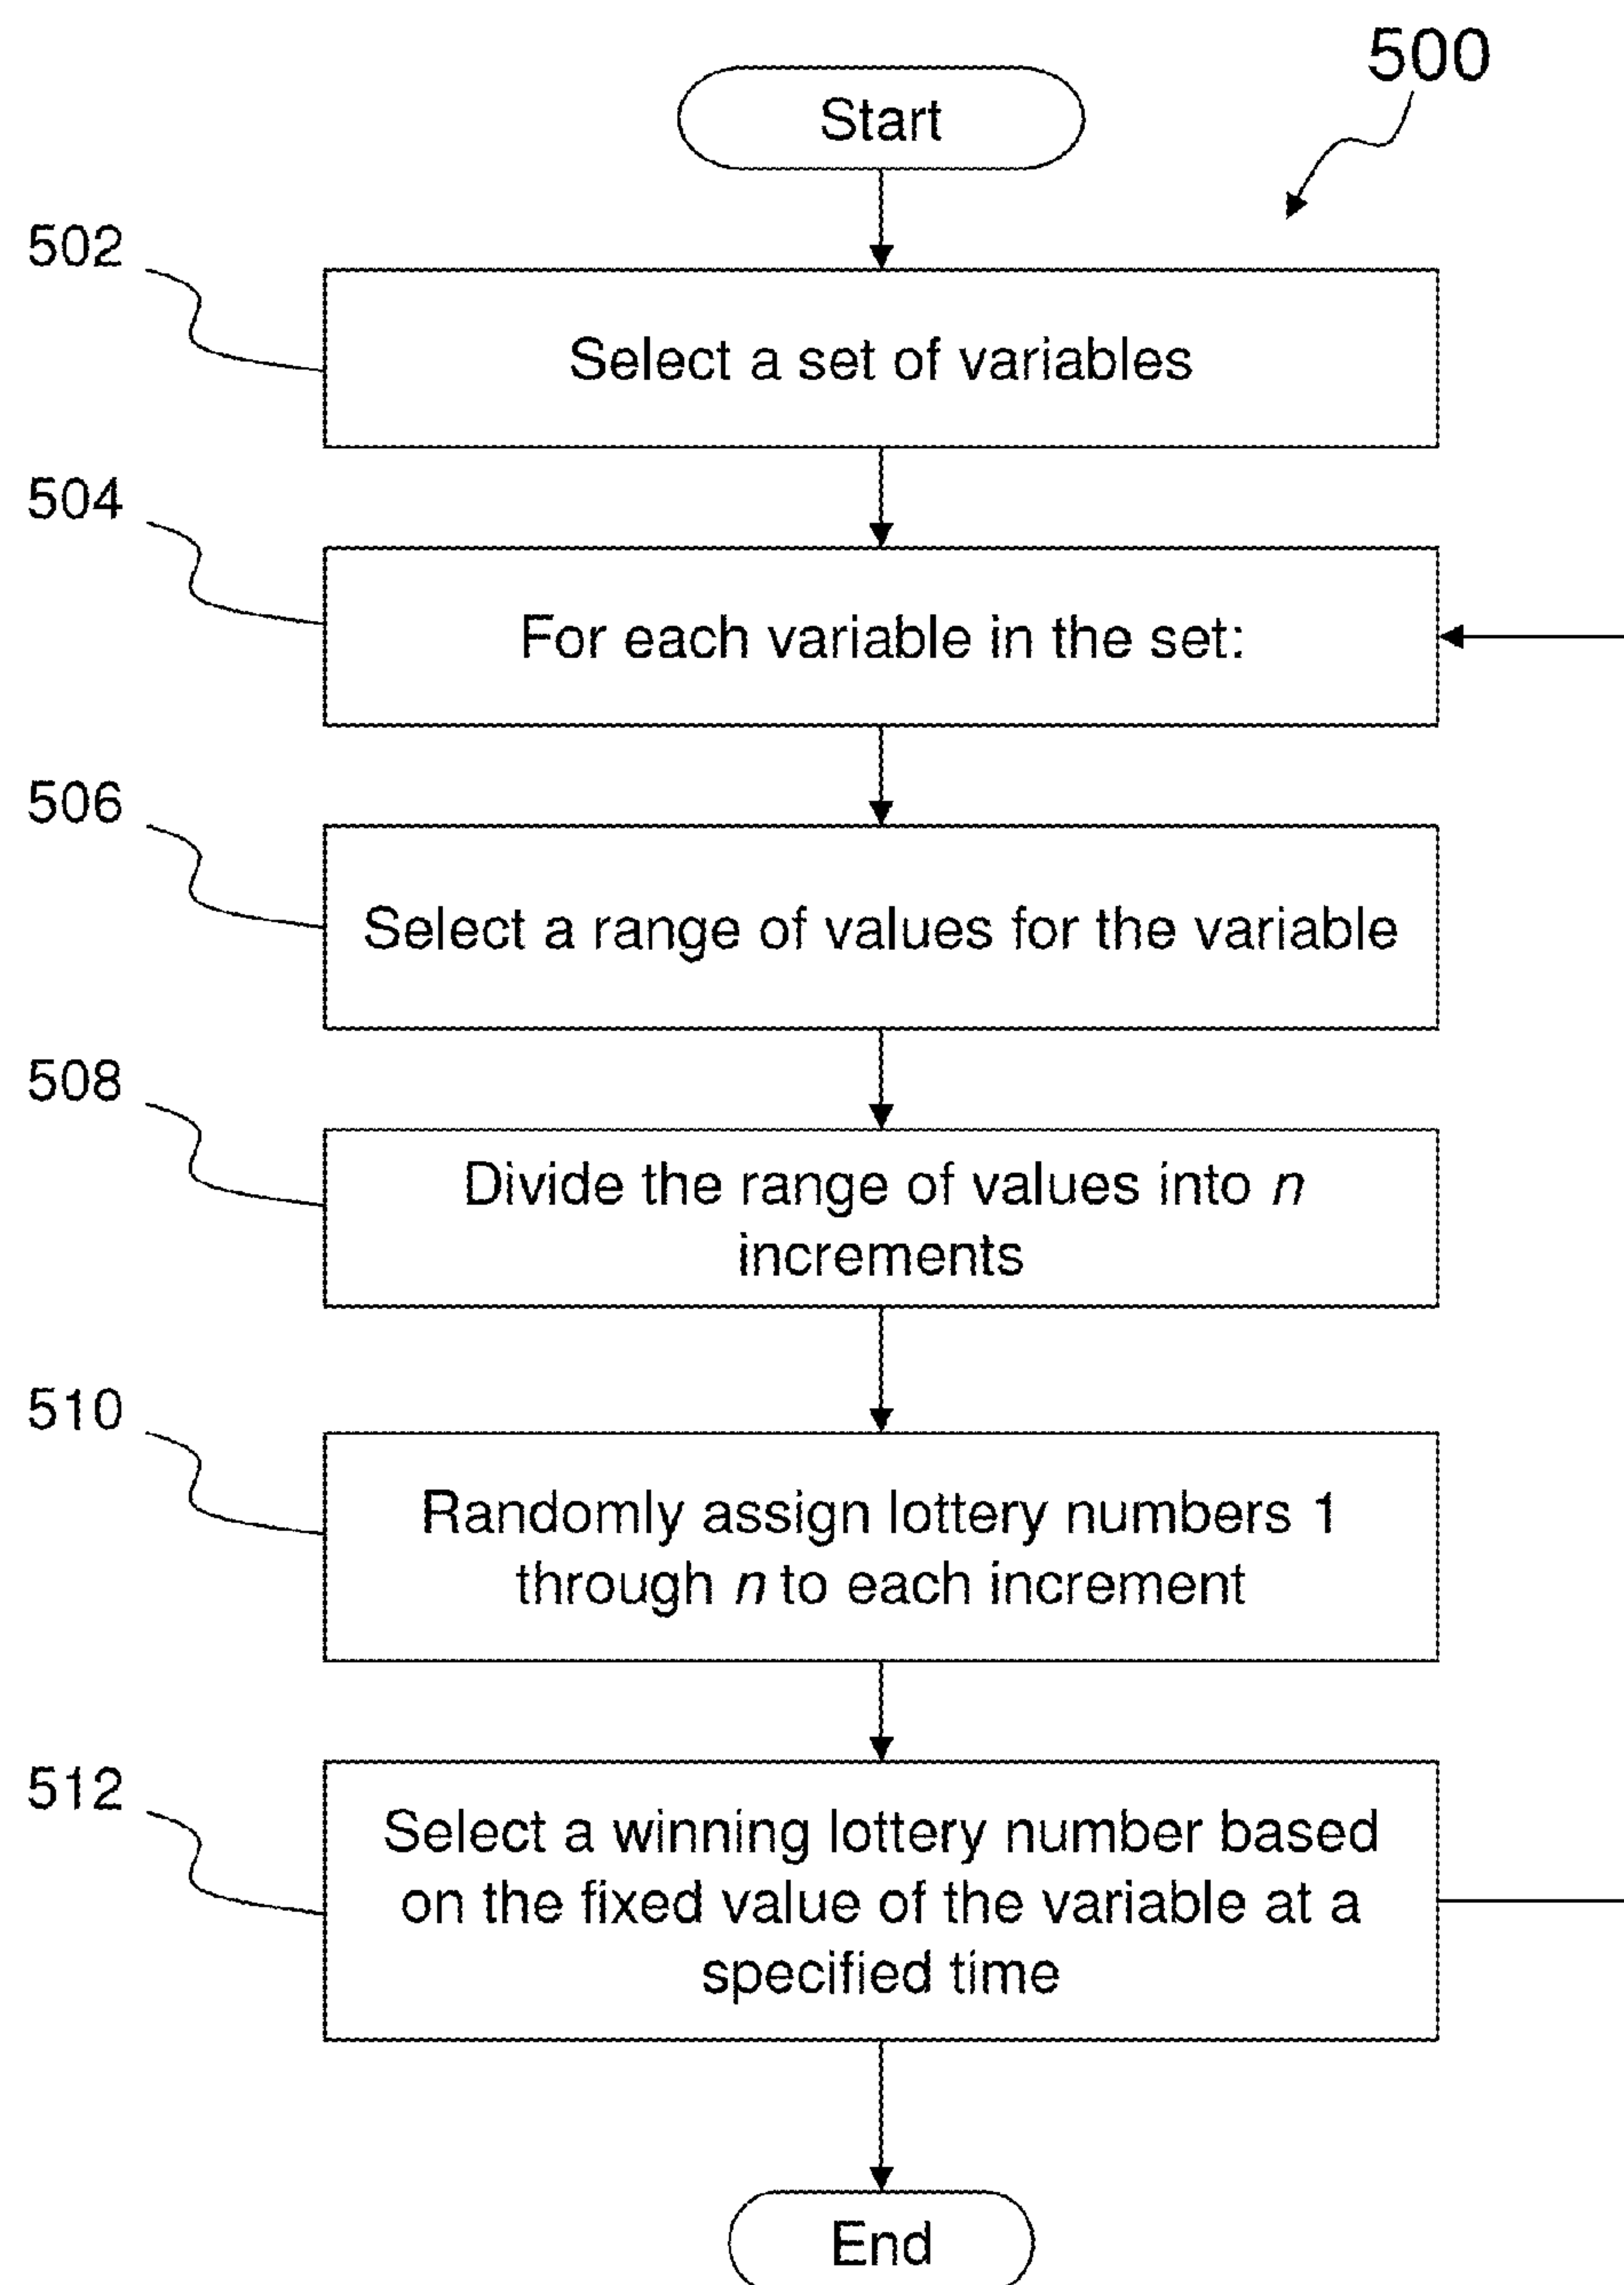 500
Start
502
Select a set of variables
504
For each variable in the set:
506
Select a range of values for the variable
508
Divide the range of values into n
increments
510
Randomly assign lottery numbers 1
through n to each increment
512
Select a winning lottery number based
on the fixed value of the variable at a
specified time
End